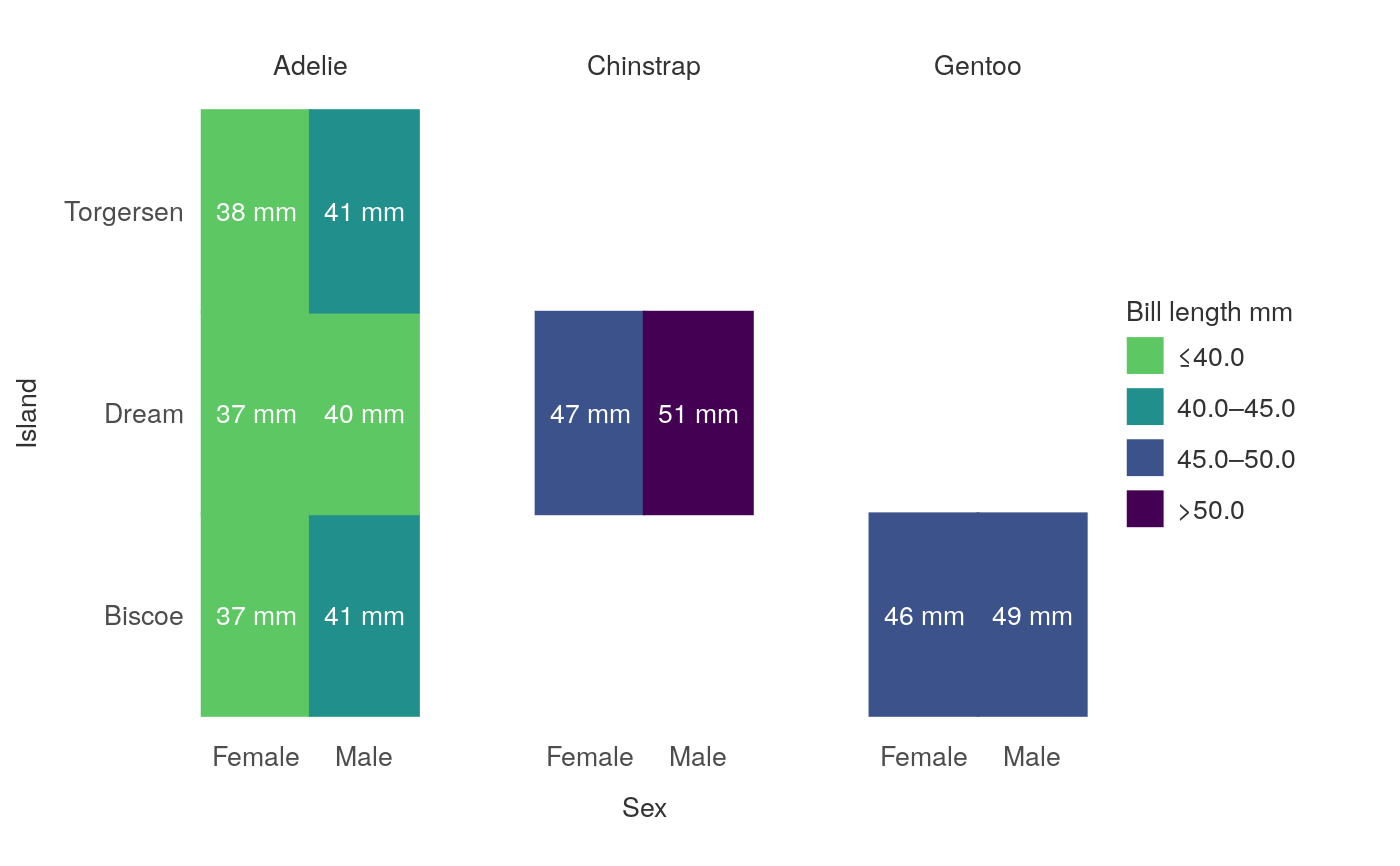 Adelie Chinstrap Gentoo
Torgersen 38 mm 41 mm
Bill length mm
≤40.0
40.0–45.0
45.0–50.0
>50.0
Island
Dream 37 mm 40 mm 47 mm 51 mm
Biscoe 37 mm 41 mm 46 mm 49 mm
Female Male Female Male Female Male
Sex